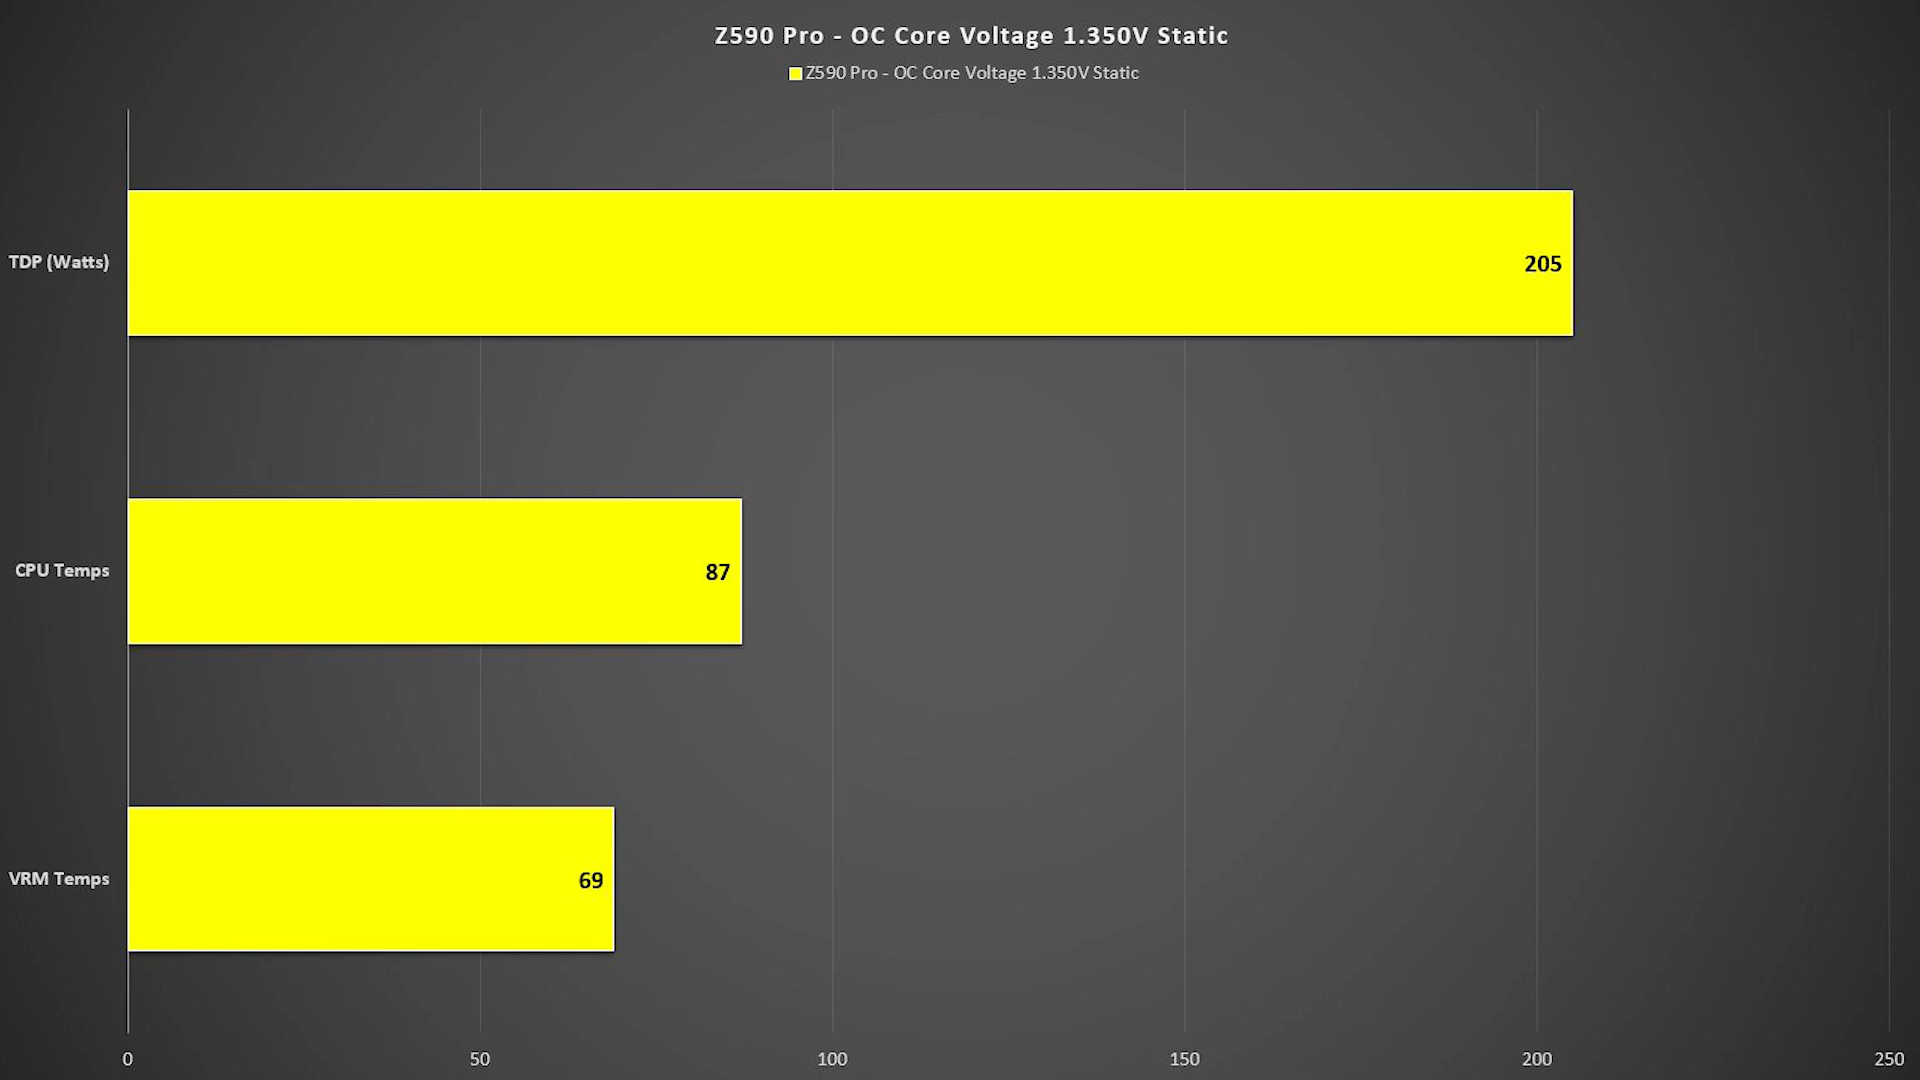 Z590 Pro - OC Core Voltage 1.350V Static
Z590 Pro - OC Core Voltage 1.350V Static
TDP (Watts)
205
CPU Temps
87
VRM Temps
69
0 50 100 150 200 250